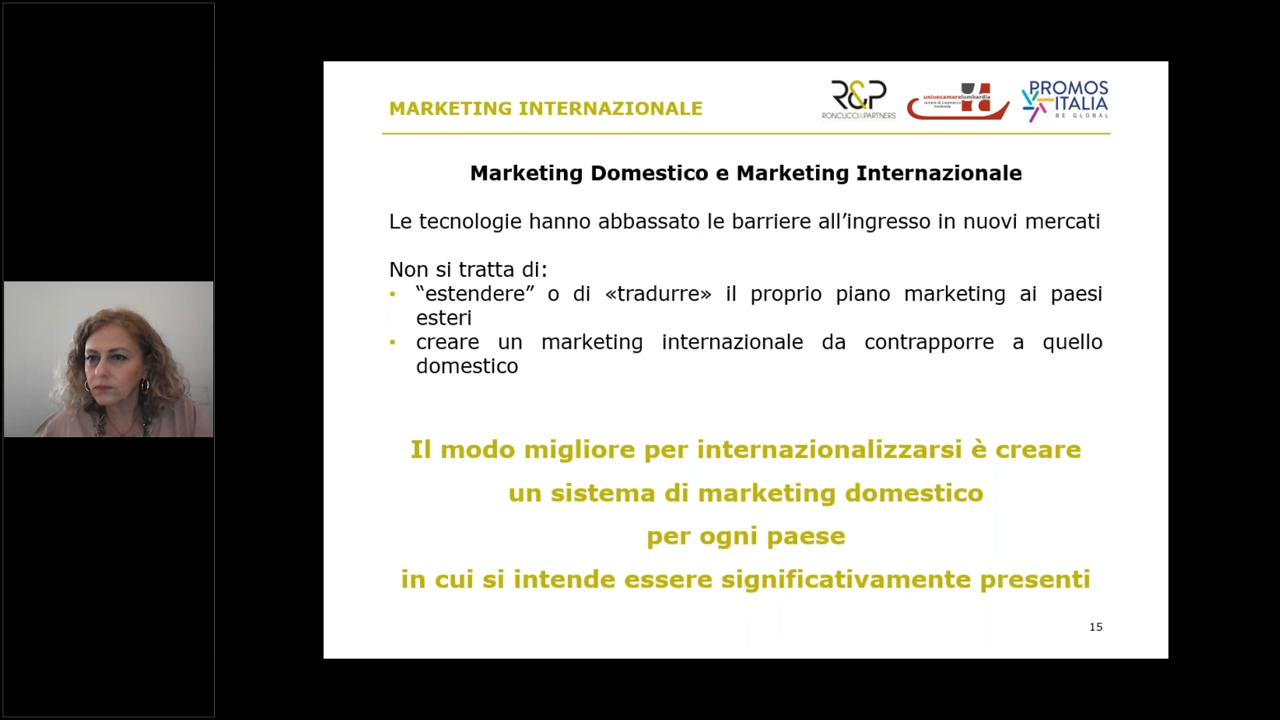 MARKETING INTERNAZIONALE
R&P
RONCUCCI&PARTNERS
unioncamerelombardia
PROMOS
ITALIA
BE GLOBAL
Marketing Domestico e Marketing Internazionale
Le tecnologie hanno abbassato le barriere all’ingresso in nuovi mercati
Non si tratta di:
• “estendere” o di «tradurre» il proprio piano marketing ai paesi
esteri
• creare un marketing internazionale da contrapporre a quello
domestico
Il modo migliore per internazionalizzarsi è creare
un sistema di marketing domestico
per ogni paese
in cui si intende essere significativamente presenti
15